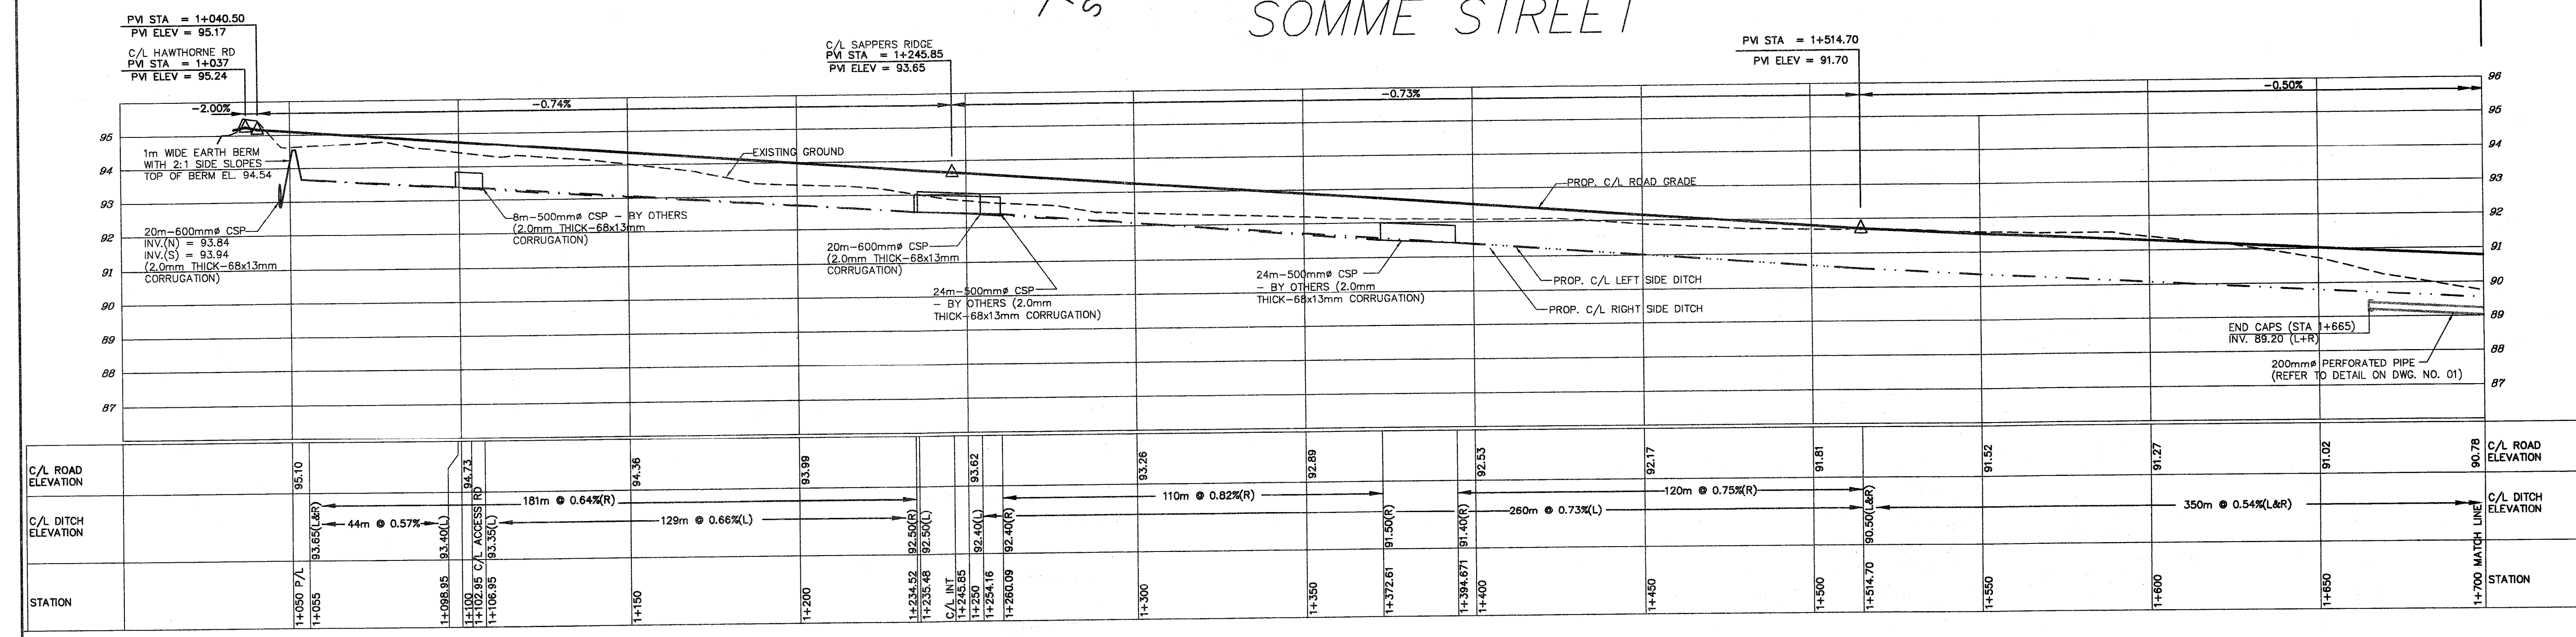 SOMME STREET
PVI STA = 1+040.50
PVI ELEV = 95.17
C/L HAWTHORNE RD
PVI STA = 1+037
PVI ELEV = 95.24
C/L SAPPERS RIDGE
PVI STA = 1+245.85
PVI ELEV = 93.65
PVI STA = 1+514.70
PVI ELEV = 91.70
-2.00%
-0.74%
-0.73%
-0.50%
96
95
94
93
92
91
90
89
88
87
95
94
93
92
91
90
89
88
87
1m WIDE EARTH BERM
WITH 2:1 SIDE SLOPES
TOP OF BERM EL. 94.54
20m-600mmø CSP
INV.(N) = 93.84
INV.(S) = 93.94
(2.0mm THICK-68x13mm
CORRUGATION)
8m-500mmø CSP - BY OTHERS
(2.0mm THICK-68x13mm
CORRUGATION)
EXISTING GROUND
20m-600mmø CSP
(2.0mm THICK-68x13mm
CORRUGATION)
24m-500mmø CSP
- BY OTHERS (2.0mm
THICK-68x13mm CORRUGATION)
24m-500mmø CSP
- BY OTHERS (2.0mm
THICK-68x13mm CORRUGATION)
PROP. C/L ROAD GRADE
PROP. C/L LEFT SIDE DITCH
PROP. C/L RIGHT SIDE DITCH
END CAPS (STA 1+665)
INV. 89.20 (L+R)
200mmø PERFORATED PIPE
(REFER TO DETAIL ON DWG. NO. 01)
C/L ROAD
ELEVATION
95.10
94.73
94.36
93.99
93.62
93.26
92.89
92.53
92.17
91.81
91.52
91.27
91.02
90.78
C/L ROAD
ELEVATION
C/L DITCH
ELEVATION
93.65(L&R)
44m @ 0.57%
181m @ 0.64%(R)
93.40(L)
93.35(L)
129m @ 0.66%(L)
92.50(R)
92.50(L)
92.40(L)
92.40(R)
110m @ 0.82%(R)
260m @ 0.73%(L)
91.50(R)
91.40(R)
120m @ 0.75%(R)
90.50(L&R)
350m @ 0.54%(L&R)
C/L DITCH
ELEVATION
STATION
1+050 P/L
1+055
1+098.95
1+100
1+102.95 C/L ACCESS RD
1+106.95
1+150
1+200
1+234.52
1+235.48
C/L INT
1+245.85
1+250
1+254.16
1+260.09
1+300
1+350
1+372.61
1+394.671
1+400
1+450
1+500
1+514.70
1+550
1+600
1+650
1+700 MATCH LINE
STATION